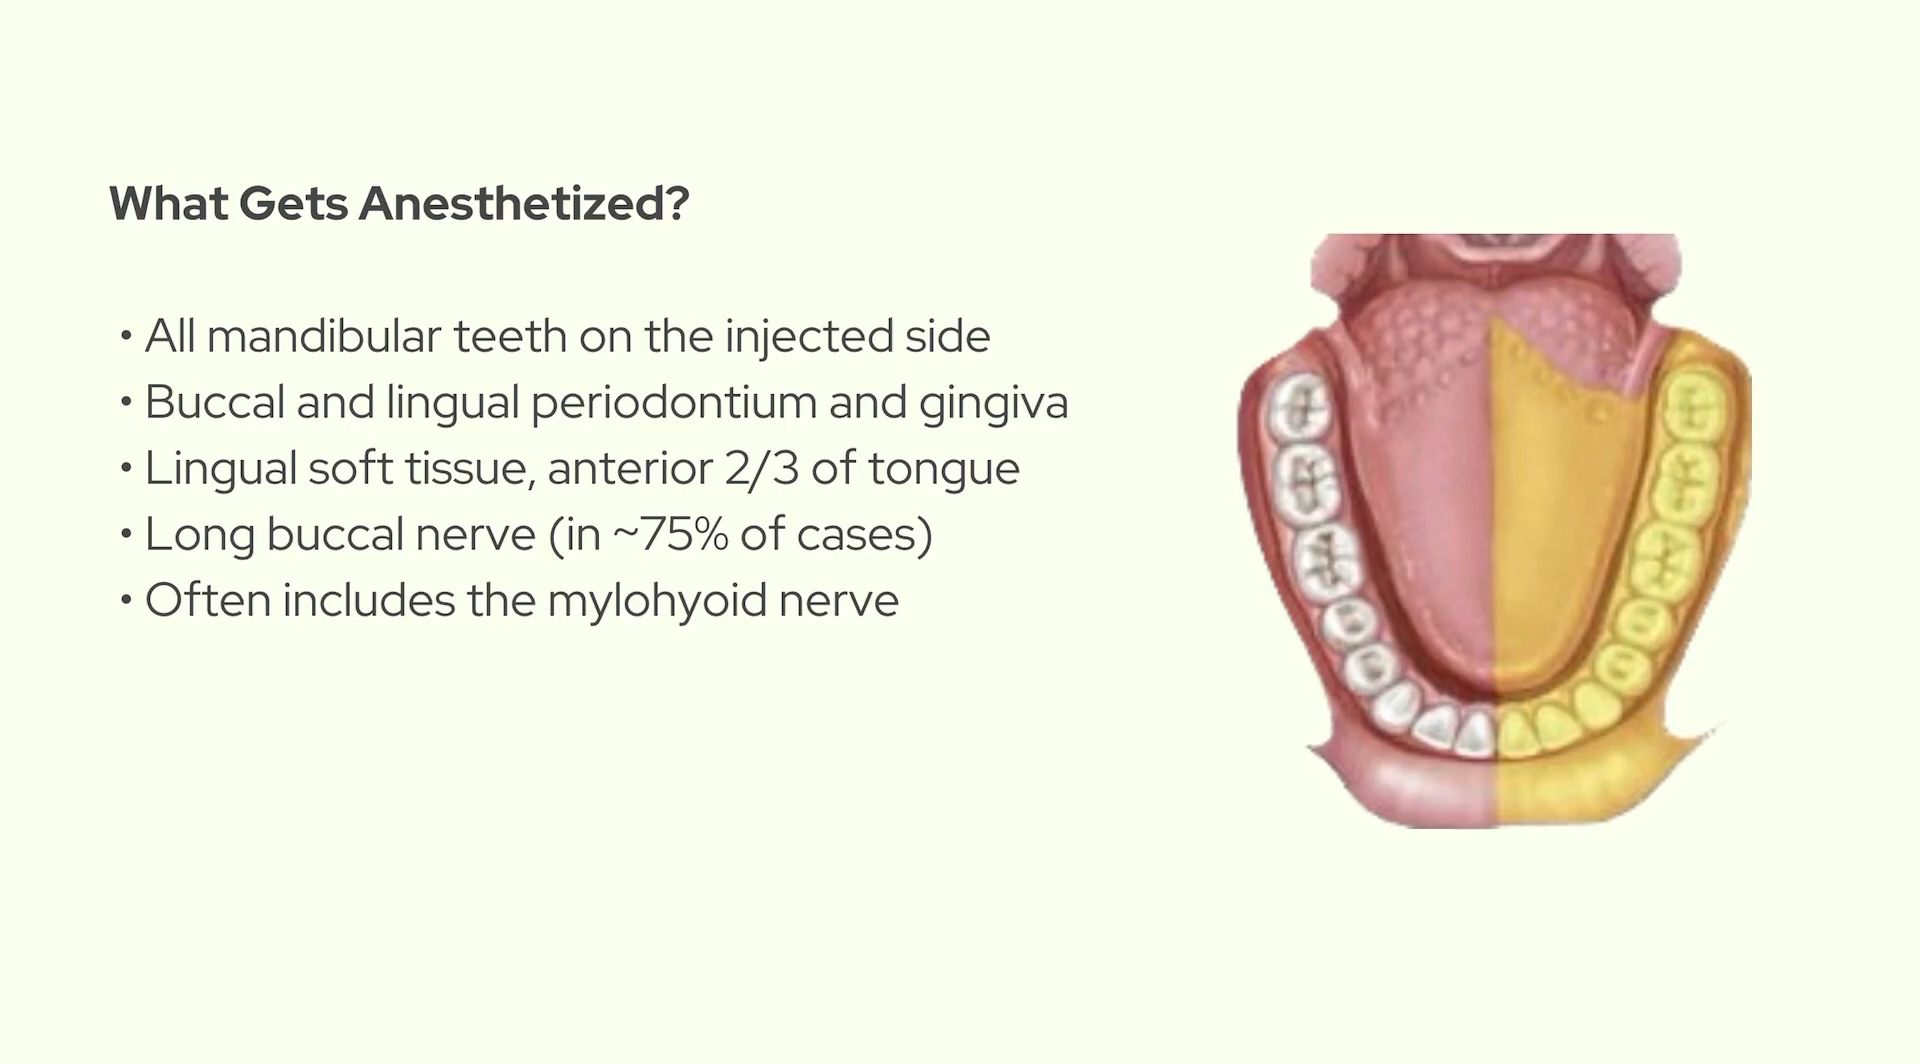 What Gets Anesthetized?
• All mandibular teeth on the injected side
• Buccal and lingual periodontium and gingiva
• Lingual soft tissue, anterior 2/3 of tongue
• Long buccal nerve (in ~75% of cases)
• Often includes the mylohyoid nerve